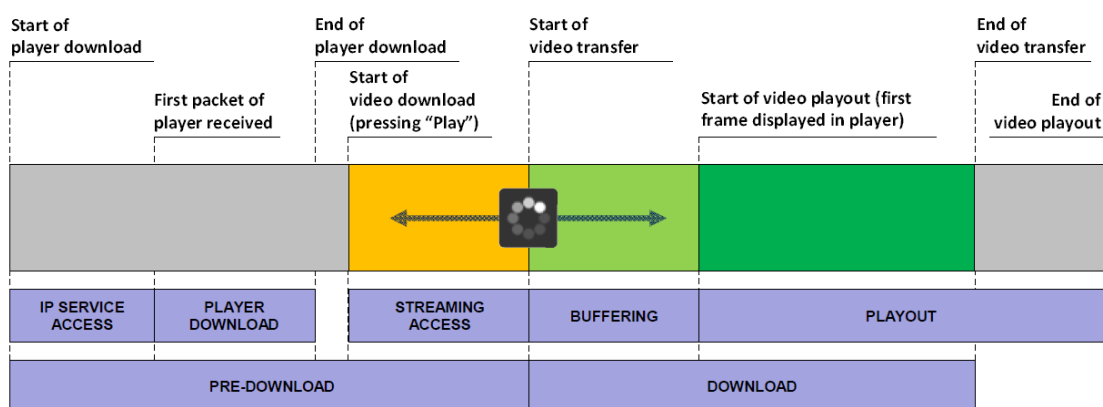 Start of
player download
End of
player download
Start of
video transfer
End of
video transfer
First packet of
player received
Start of
video download
(pressing “Play”)
Start of video playout (first
frame displayed in player)
End of
video playout
IP SERVICE
ACCESS
PLAYER
DOWNLOAD
STREAMING
ACCESS
BUFFERING
PLAYOUT
PRE-DOWNLOAD
DOWNLOAD